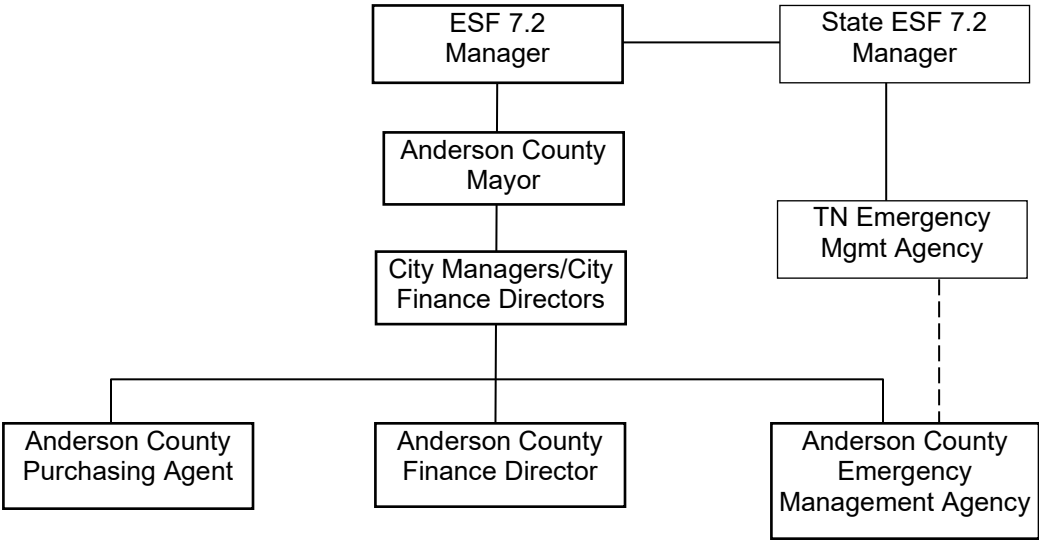 ESF 7.2
Manager
State ESF 7.2
Manager
Anderson County
Mayor
TN Emergency
Mgmt Agency
City Managers/City
Finance Directors
Anderson County
Purchasing Agent
Anderson County
Finance Director
Anderson County
Emergency
Management Agency